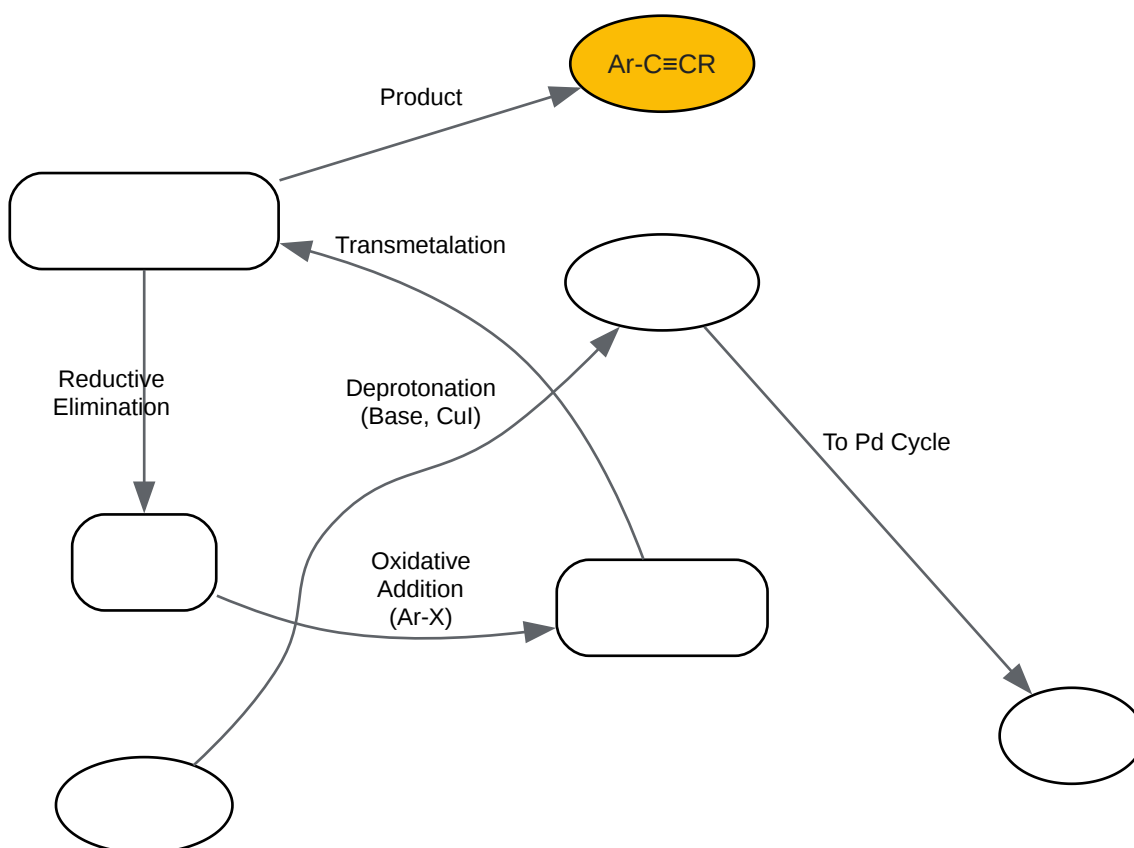 Ar-C≡CR
Product
Transmetalation
Reductive
Elimination
Deprotonation
(Base, CuI)
To Pd Cycle
Oxidative
Addition
(Ar-X)